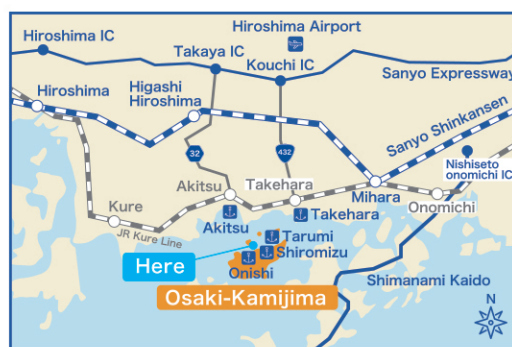 Hiroshima IC
Hiroshima Airport
Takaya IC
Kouchi IC
Sanyo Expressway
Hiroshima
Higashi
Hiroshima
Sanyo Shinkansen
32
432
Nishiseto
onomichi IC
Akitsu
Takehara
Mihara
Onomichi
Kure
JR Kure Line
Akitsu
Takehara
Tarumi
Shiromizu
Here
Onishi
Shimanami Kaido
Osaki-Kamijima
N